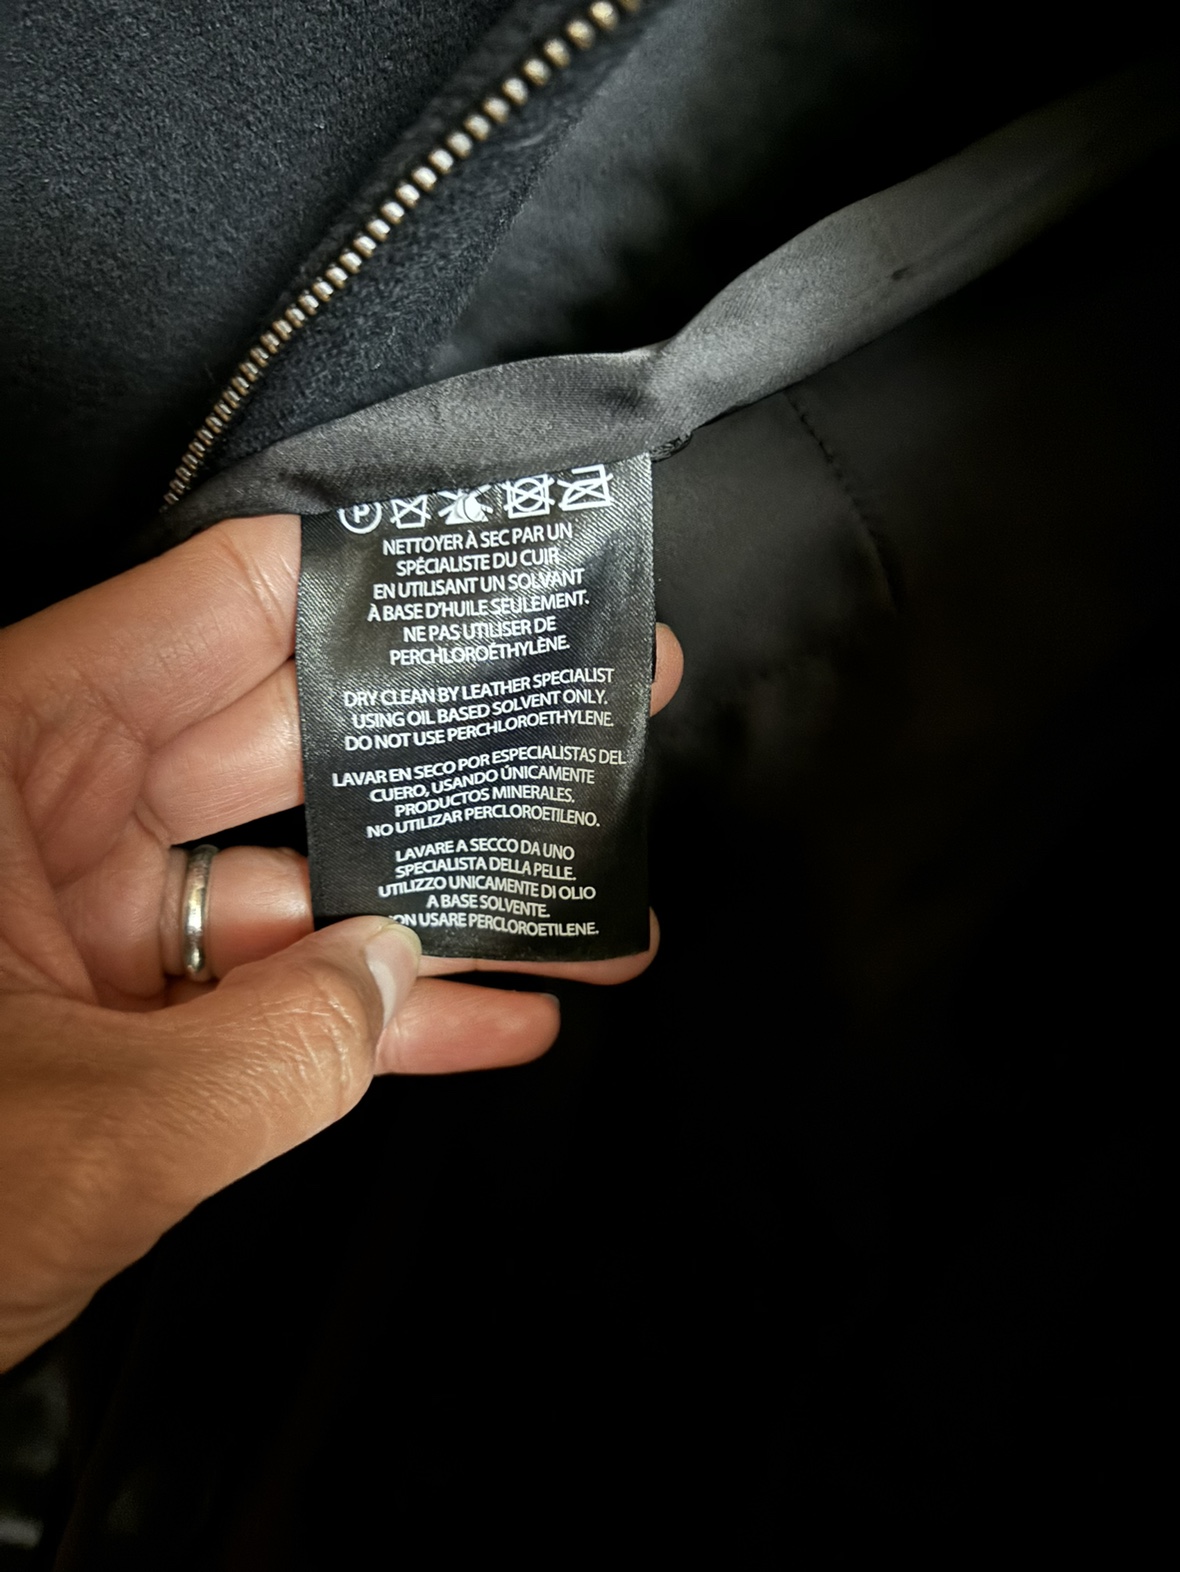 P
NETTOYER À SEC PAR UN
SPÉCIALISTE DU CUIR
EN UTILISANT UN SOLVANT
À BASE D'HUILE SEULEMENT.
NE PAS UTILISER DE
PERCHLOROÉTHYLÈNE.
DRY CLEAN BY LEATHER SPECIALIST
USING OIL BASED SOLVENT ONLY.
DO NOT USE PERCHLOROETHYLENE.
LAVAR EN SECO POR ESPECIALISTAS DEL
CUERO, USANDO ÚNICAMENTE
PRODUCTOS MINERALES.
NO UTILIZAR PERCLOROETILENO.
LAVARE A SECCO DA UNO
SPECIALISTA DELLA PELLE.
UTILIZZO UNICAMENTE DI OLIO
A BASE SOLVENTE.
NON USARE PERCLOROETILENE.